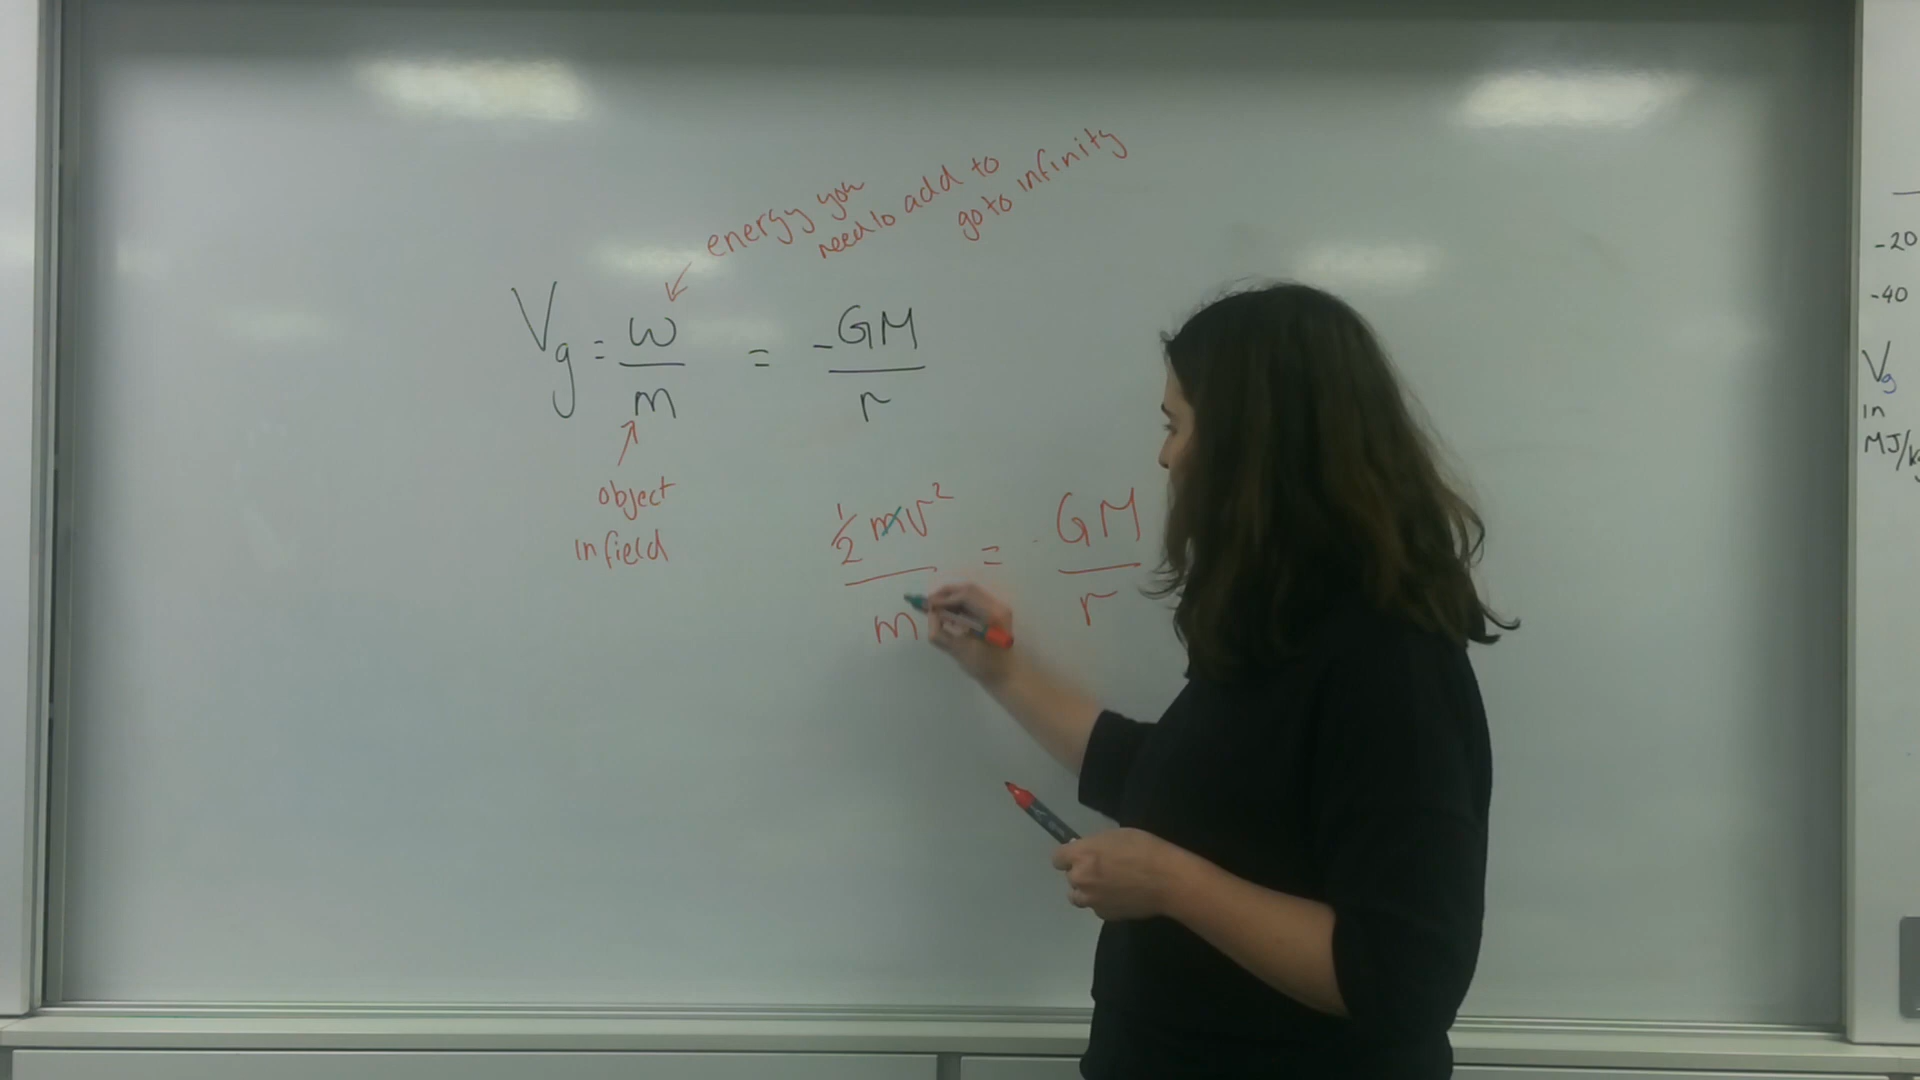 energy you
need to add to
go to infinity
Vg = W/m = -GM/r
object
in field
½mv²/m = GM/r
-20
-40
Vg
in
MJ/kg